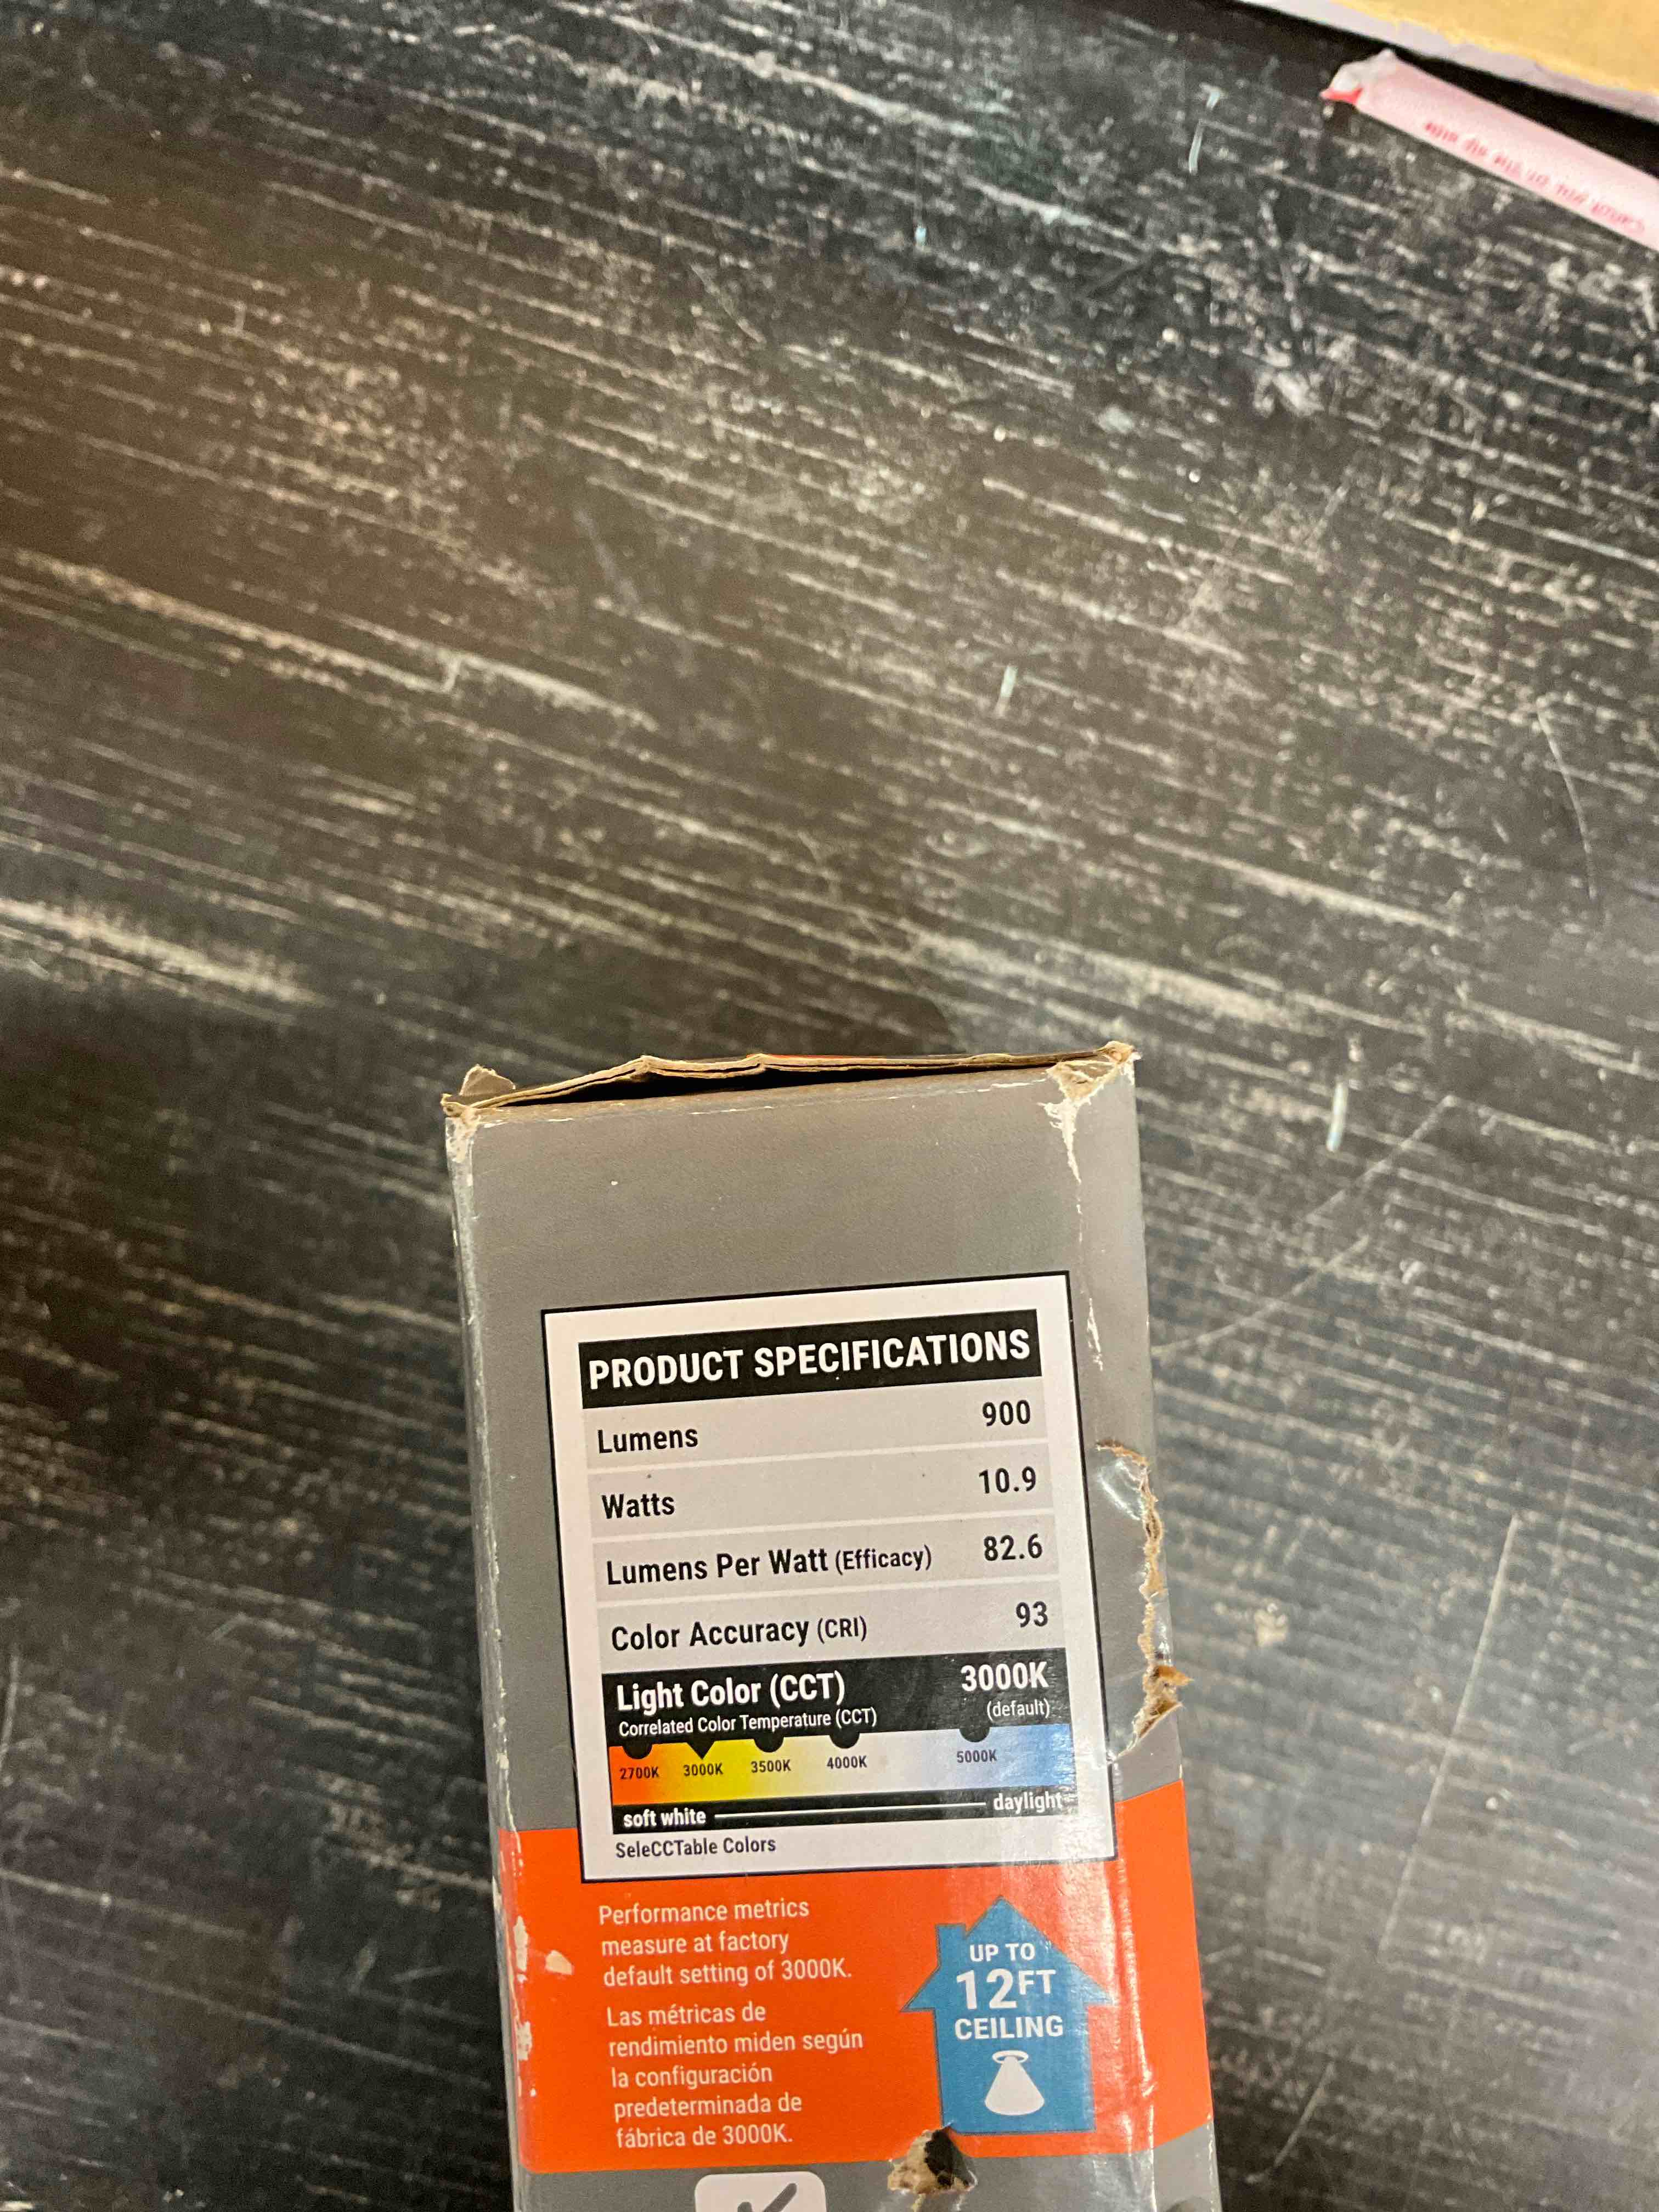 PRODUCT SPECIFICATIONS
Lumens 900
Watts 10.9
Lumens Per Watt (Efficacy) 82.6
Color Accuracy (CRI) 93
Light Color (CCT) 3000K
Correlated Color Temperature (CCT) (default)
2700K 3000K 3500K 4000K 5000K
soft white daylight
SeleCCTable Colors
Performance metrics
measure at factory
default setting of 3000K.
Las métricas de
rendimiento miden según
la configuración
predeterminada de
fábrica de 3000K.
UP TO
12FT
CEILING